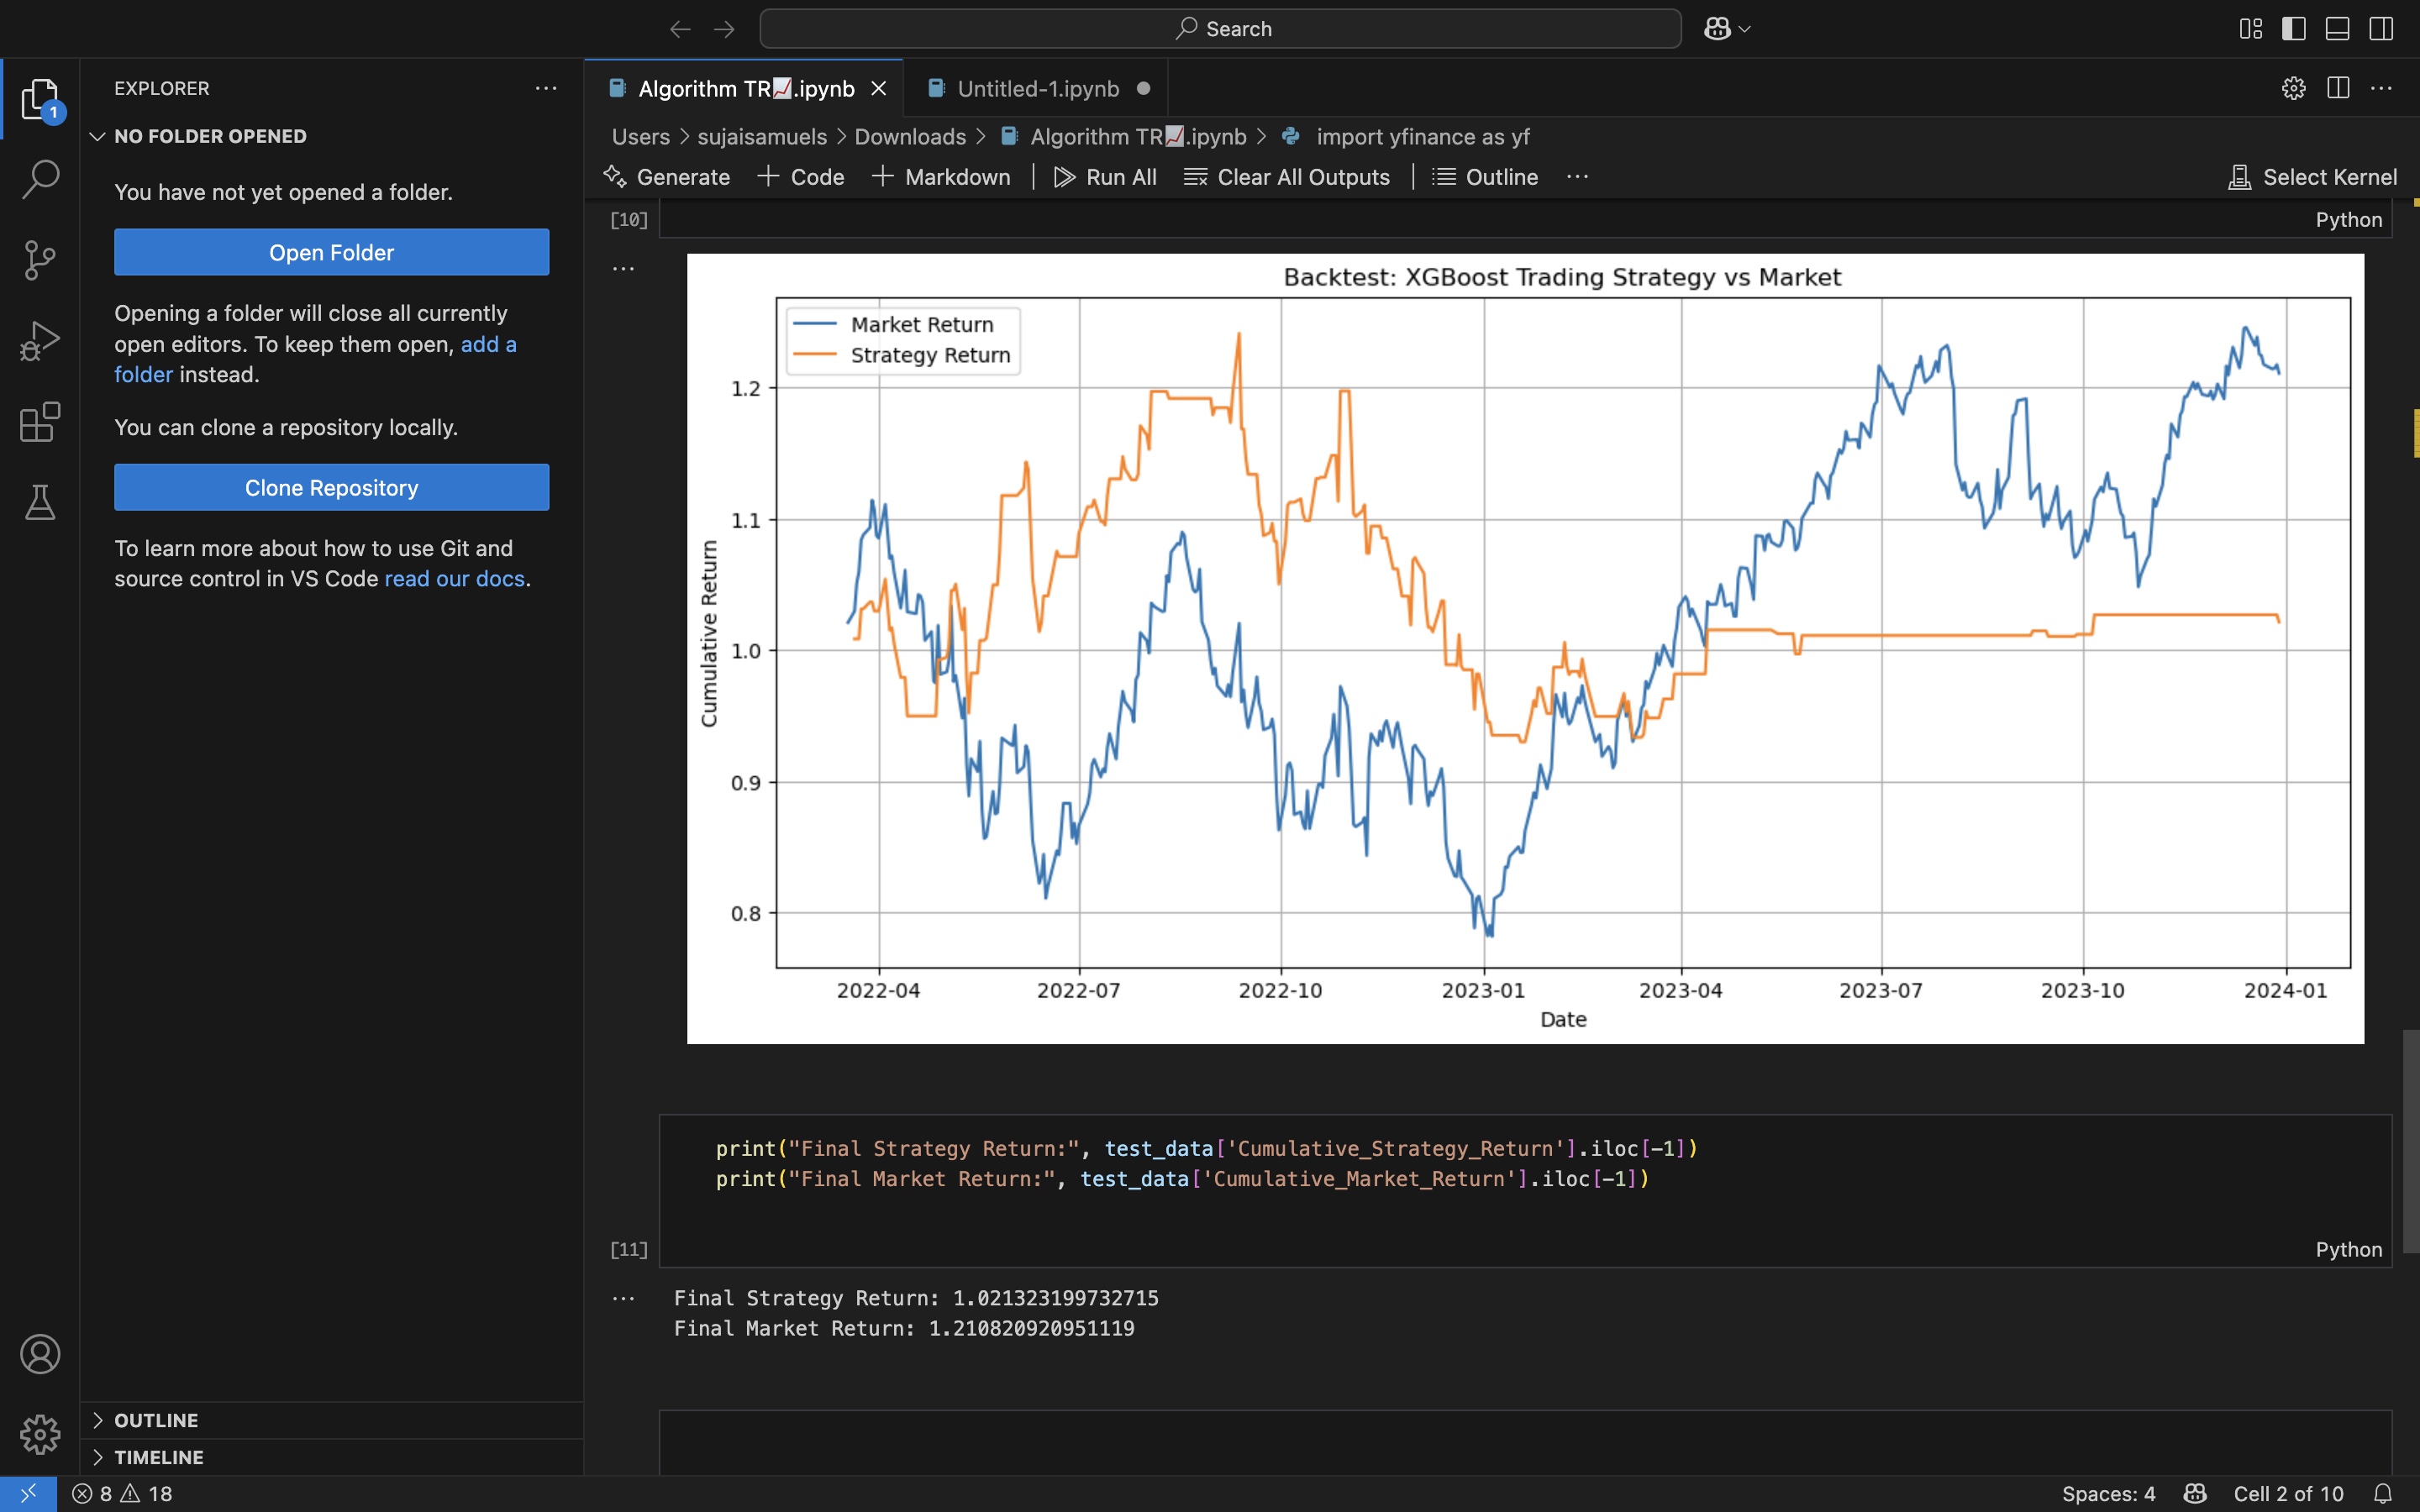 Search
EXPLORER
NO FOLDER OPENED
You have not yet opened a folder.
Open Folder
Opening a folder will close all currently
open editors. To keep them open, add a
folder instead.
You can clone a repository locally.
Clone Repository
To learn more about how to use Git and
source control in VS Code read our docs.
OUTLINE
TIMELINE
1
Algorithm TR📈.ipynb
Untitled-1.ipynb
Users > sujaisamuels > Downloads > Algorithm TR📈.ipynb > import yfinance as yf
Generate + Code + Markdown | Run All Clear All Outputs | Outline ...
Select Kernel
[10]
Python
Backtest: XGBoost Trading Strategy vs Market
Market Return
Strategy Return
Cumulative Return
1.2
1.1
1.0
0.9
0.8
2022-04 2022-07 2022-10 2023-01 2023-04 2023-07 2023-10 2024-01
Date
print("Final Strategy Return:", test_data['Cumulative_Strategy_Return'].iloc[-1])
print("Final Market Return:", test_data['Cumulative_Market_Return'].iloc[-1])
[11]
Python
Final Strategy Return: 1.021323199732715
Final Market Return: 1.210820920951119
8 18
Spaces: 4
Cell 2 of 10